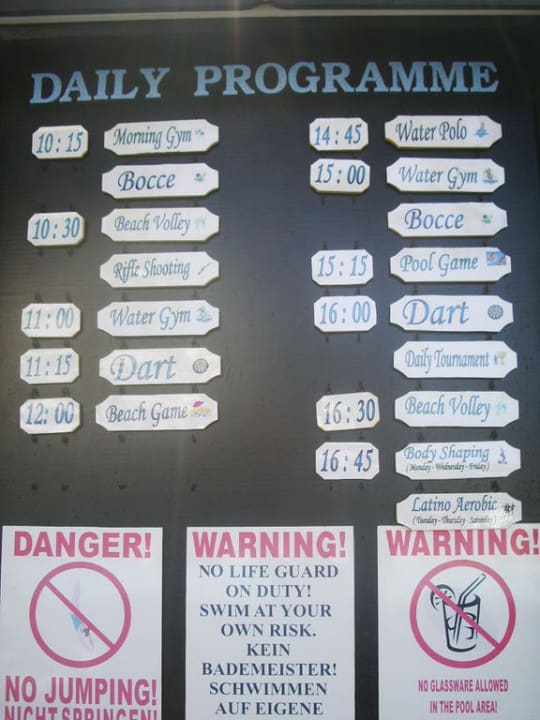 DAILY PROGRAMME
10:15 Morning Gym
Bocce
10:30 Beach Volley
Rifle Shooting
11:00 Water Gym
11:15 Dart
12:00 Beach Game
14:45 Water Polo
15:00 Water Gym
Bocce
15:15 Pool Game
16:00 Dart
Daily Tournament
16:30 Beach Volley
16:45 Body Shaping
(Monday - Wednesday - Friday)
Latino Aerobic
(Tuesday - Thursday - Saturday)
DANGER!
NO JUMPING!
NICHT SPRINGEN!
WARNING!
NO LIFE GUARD
ON DUTY!
SWIM AT YOUR
OWN RISK.
KEIN
BADEMEISTER!
SCHWIMMEN
AUF EIGENE
WARNING!
NO GLASSWARE ALLOWED
IN THE POOL AREA!